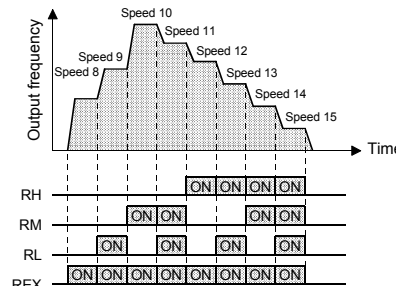 Output frequency
Speed 10
Speed 11
Speed 9
Speed 12
Speed 8
Speed 13
Speed 14
Speed 15
Time
RH ON ON ON ON
RM ON ON ON ON
RL ON ON ON ON
REX ON ON ON ON ON ON ON ON